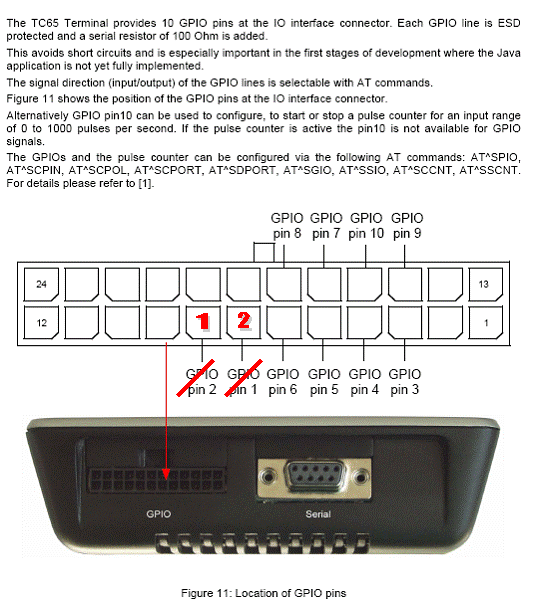 The TC65 Terminal provides 10 GPIO pins at the IO interface connector. Each GPIO line is ESD
protected and a serial resistor of 100 Ohm is added.
This avoids short circuits and is especially important in the first stages of development where the Java
application is not yet fully implemented.
The signal direction (input/output) of the GPIO lines is selectable with AT commands.
Figure 11 shows the position of the GPIO pins at the IO interface connector.
Alternatively GPIO pin10 can be used to configure, to start or stop a pulse counter for an input range
of 0 to 1000 pulses per second. If the pulse counter is active the pin10 is not available for GPIO
signals.
The GPIOs and the pulse counter can be configured via the following AT commands: AT^SPIO,
AT^SCPIN, AT^SCPOL, AT^SCPORT, AT^SDPORT, AT^SGIO, AT^SSIO, AT^SCCNT, AT^SSCNT.
For details please refer to [1].
GPIO GPIO GPIO GPIO
pin 8 pin 7 pin 10 pin 9
24 13
12 1 2 1
GPIO GPIO GPIO GPIO GPIO GPIO
pin 2 pin 1 pin 6 pin 5 pin 4 pin 3
GPIO Serial
Figure 11: Location of GPIO pins